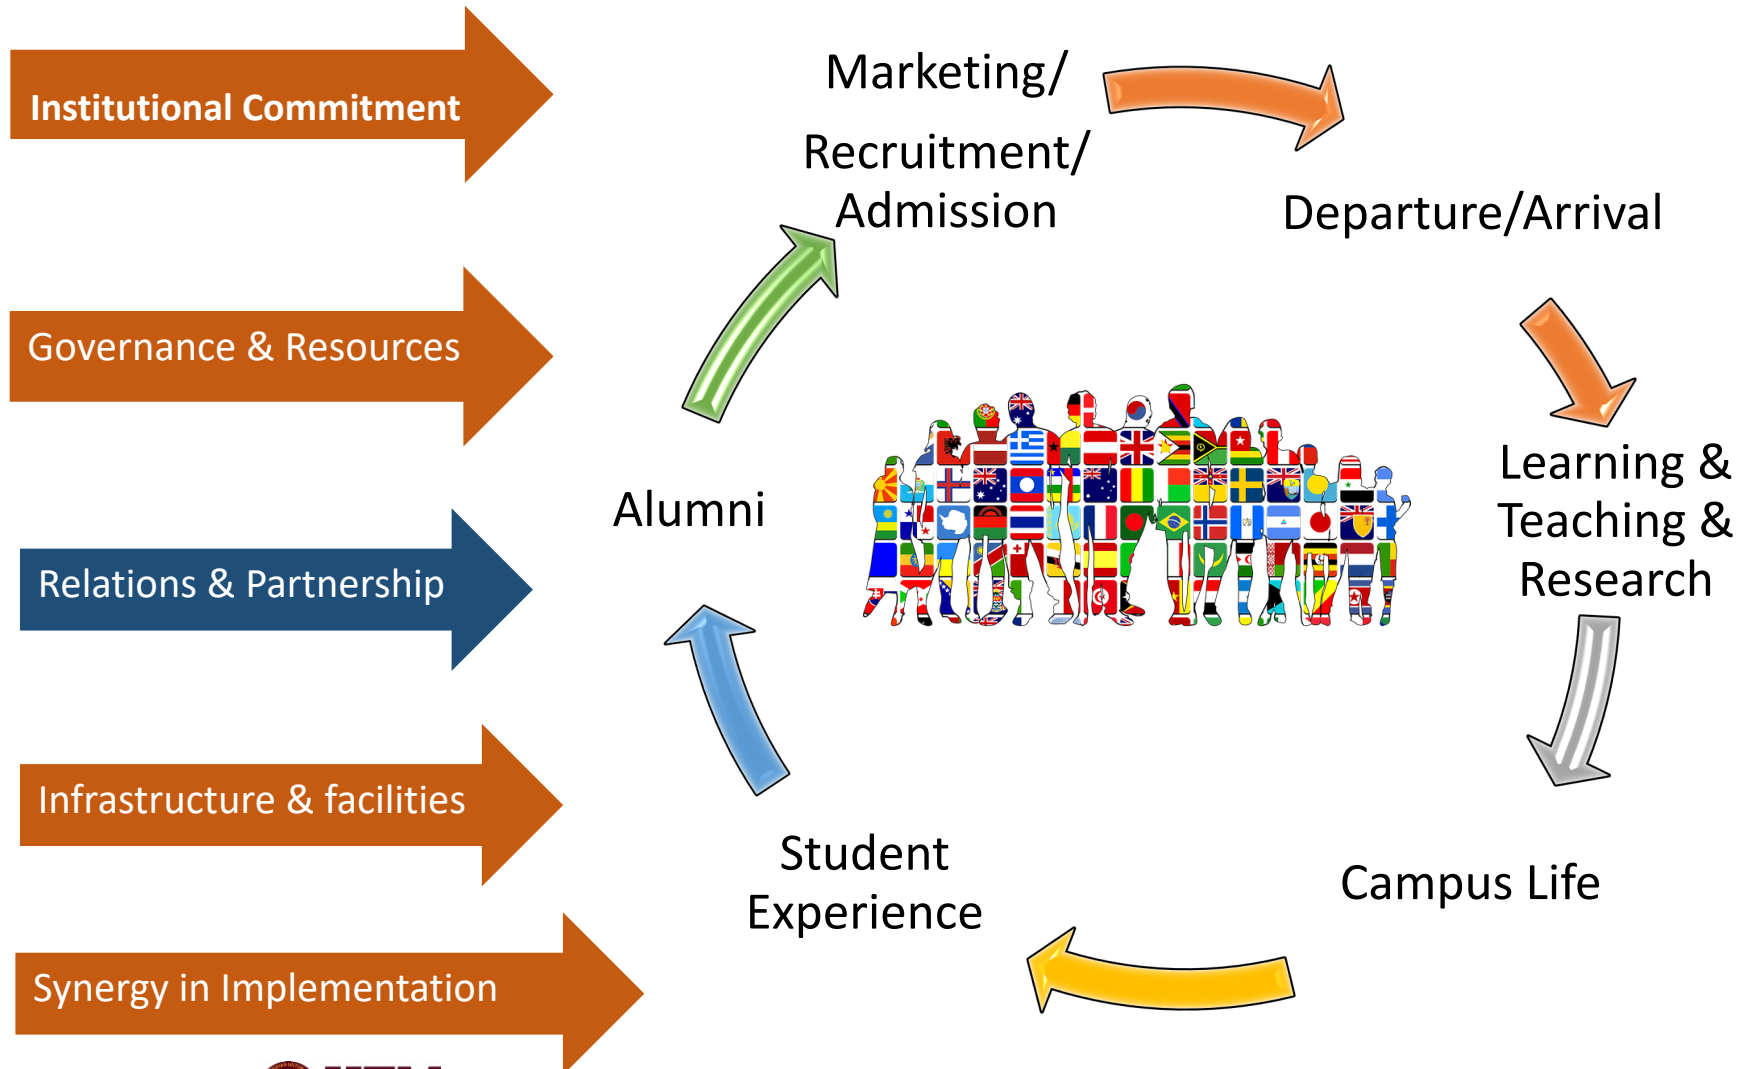 Institutional Commitment
Governance & Resources
Relations & Partnership
Infrastructure & facilities
Synergy in Implementation
Marketing/
Recruitment/
Admission
Departure/Arrival
Learning &
Teaching &
Research
Campus Life
Student
Experience
Alumni